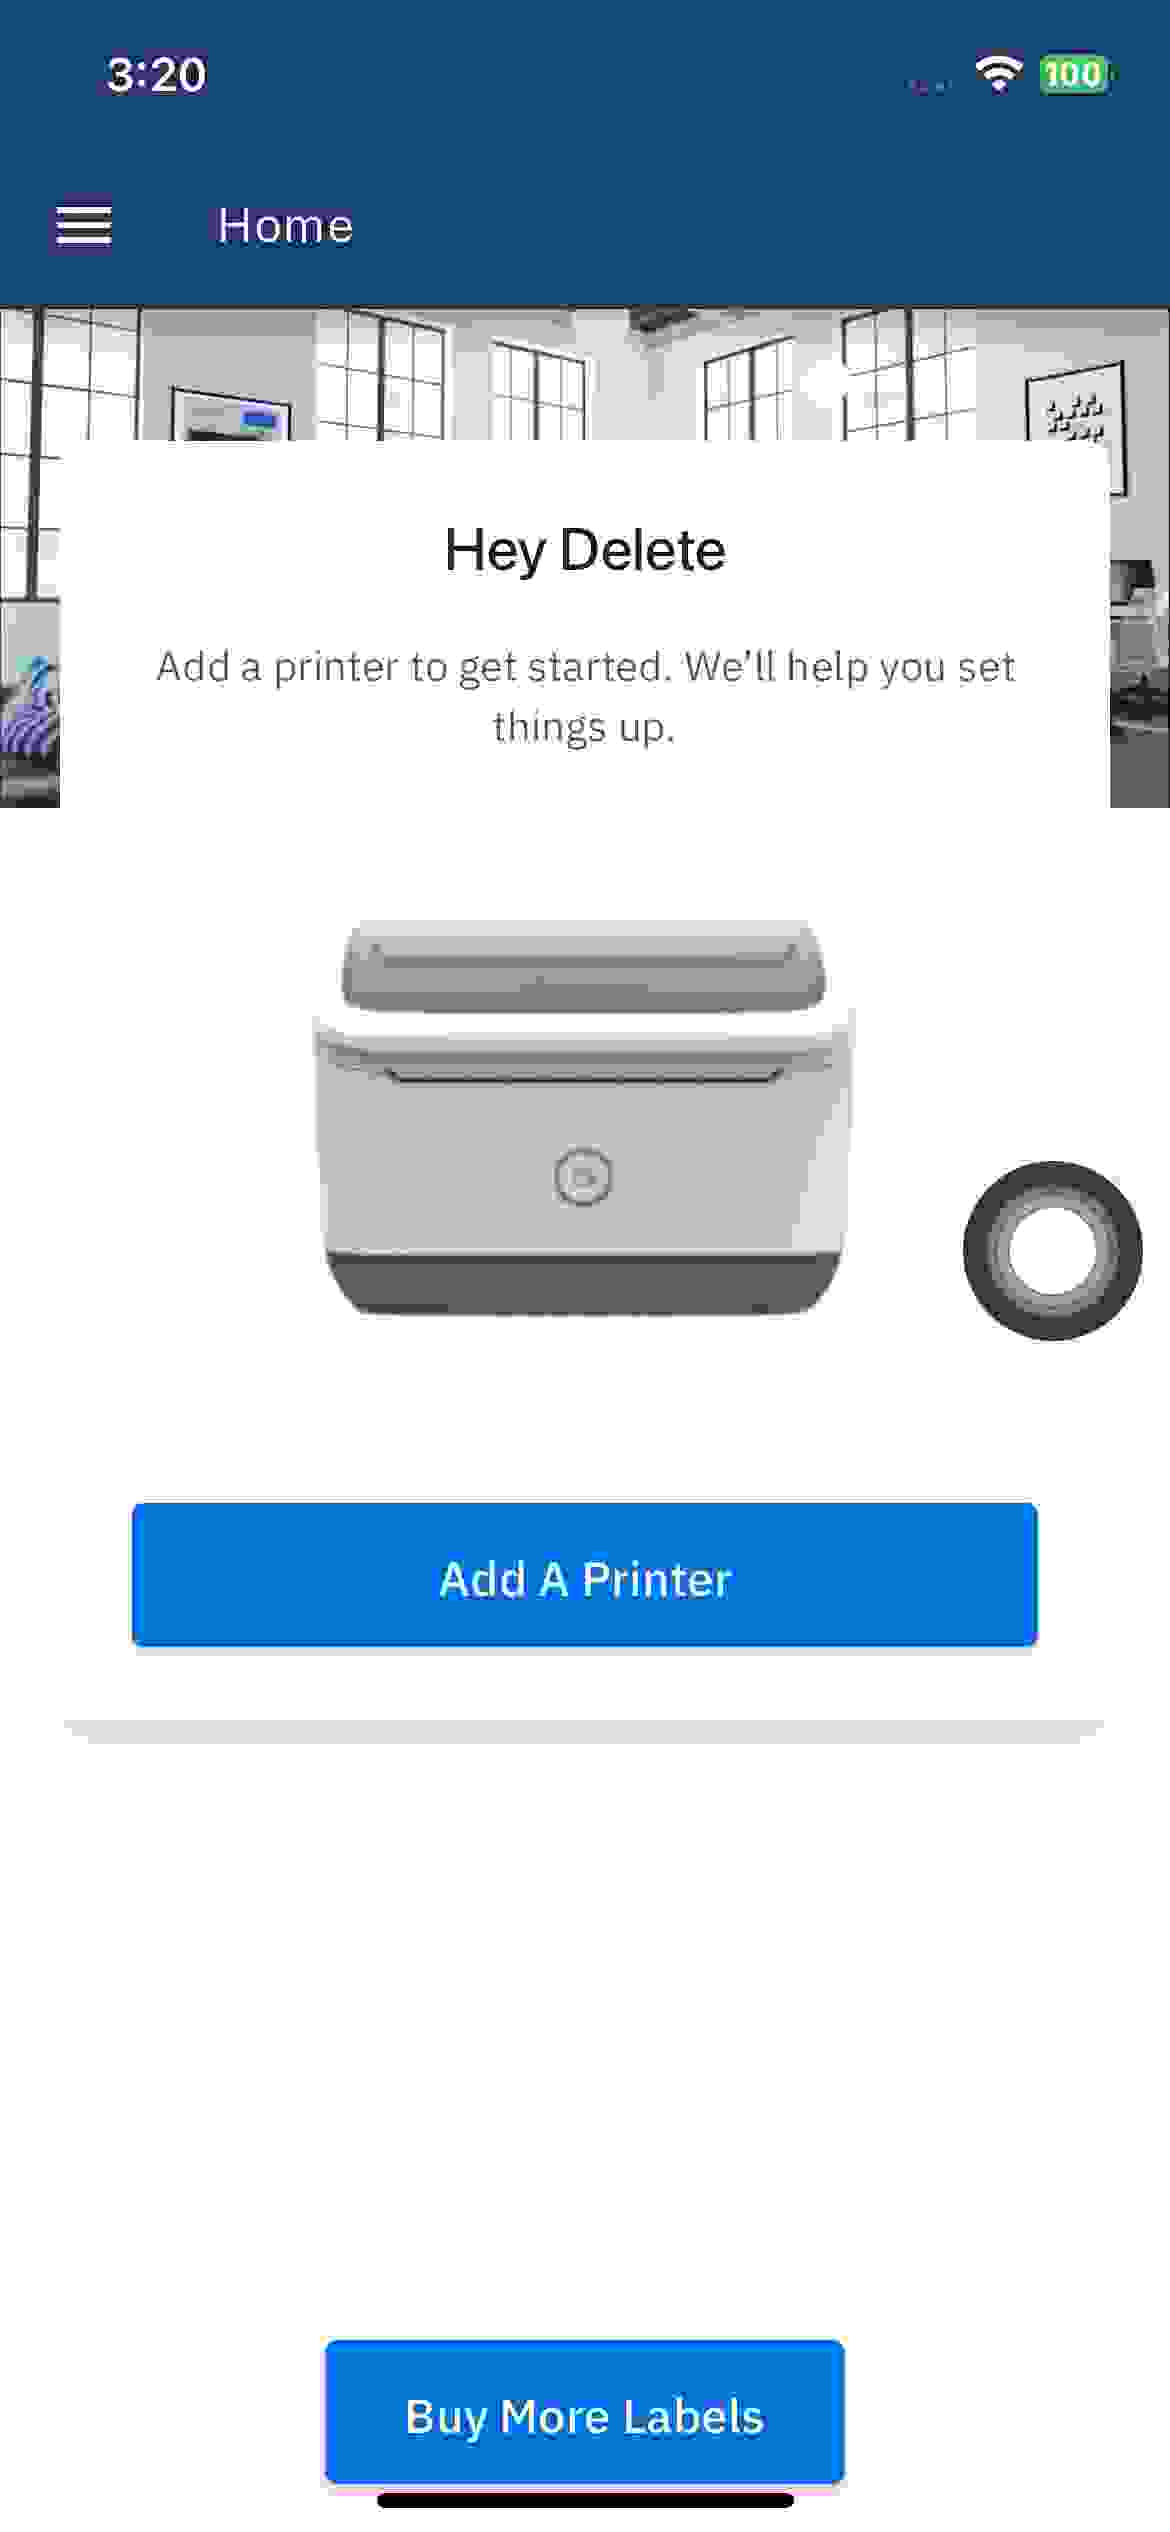 3:20
100
Home
Hey Delete
Add a printer to get started. We'll help you set
things up.
Add A Printer
Buy More Labels